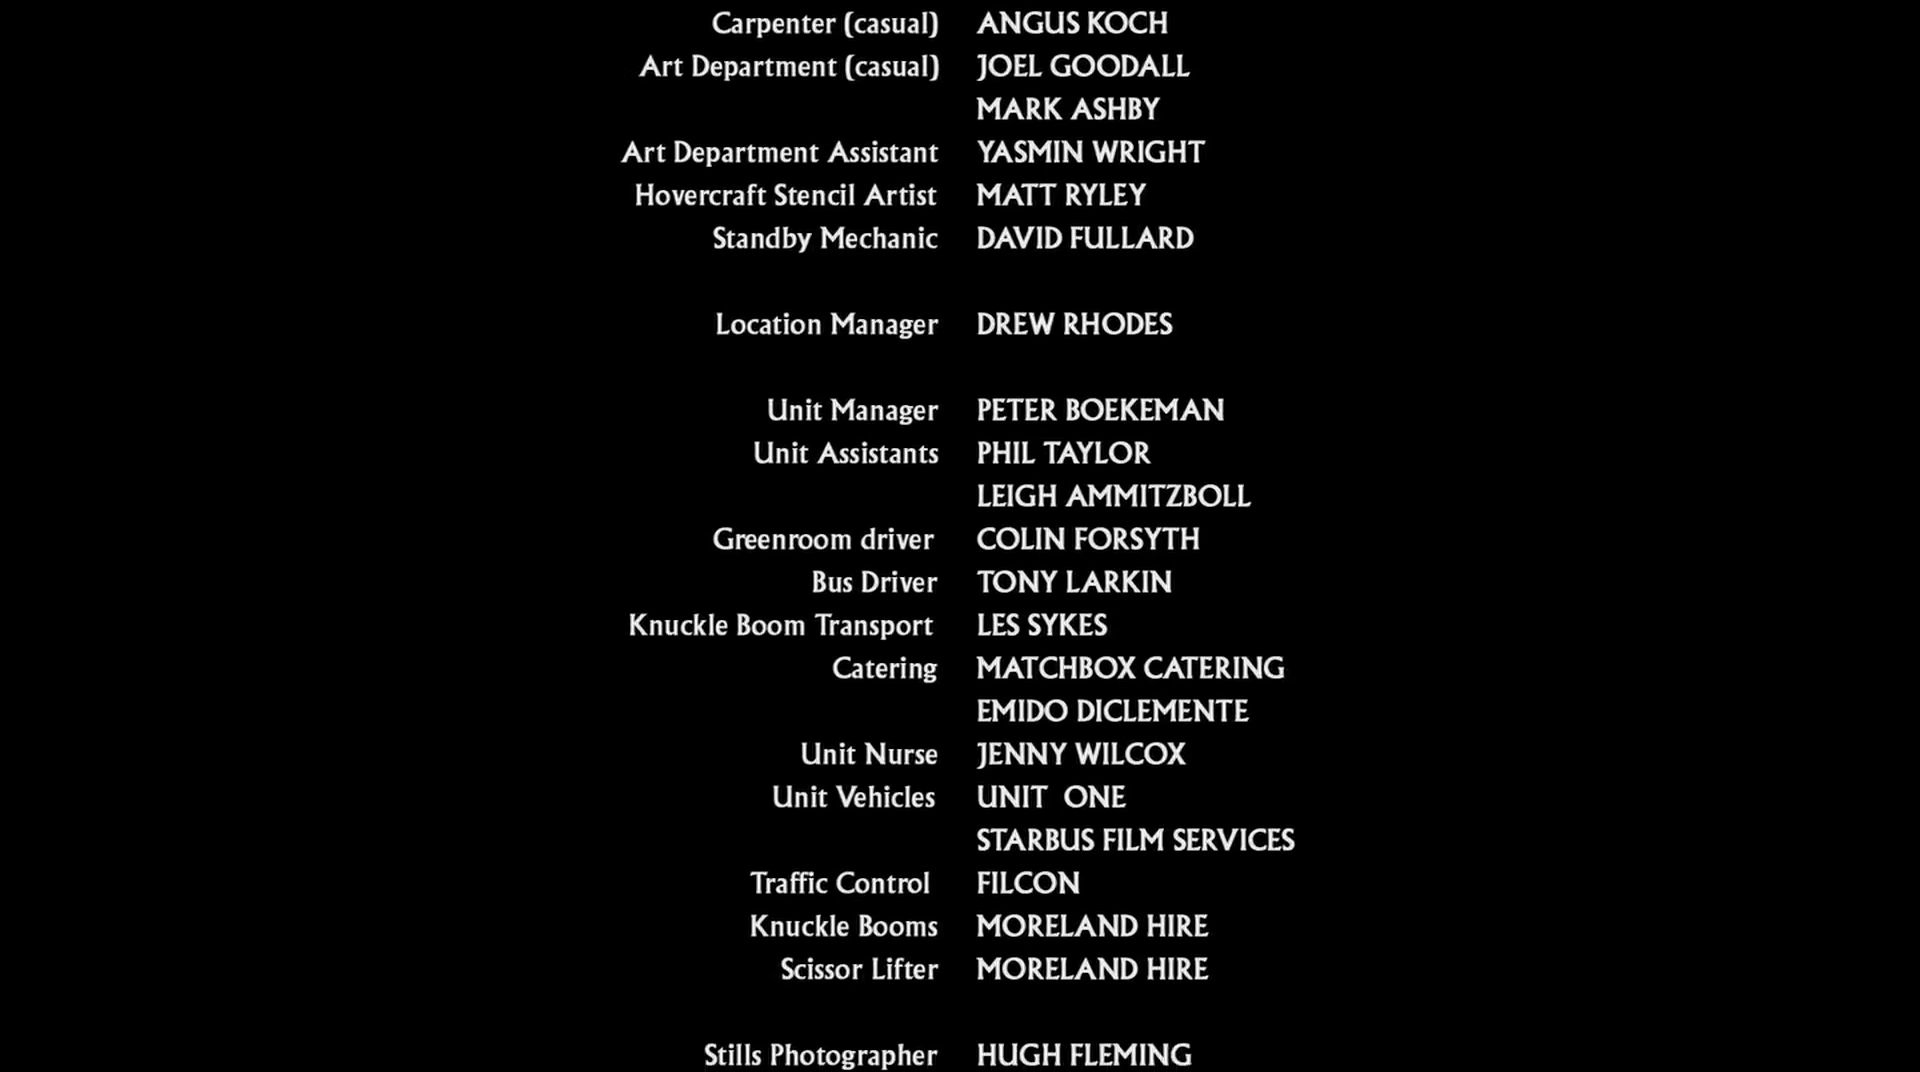 Carpenter (casual) ANGUS KOCH
Art Department (casual) JOEL GOODALL
MARK ASHBY
Art Department Assistant YASMIN WRIGHT
Hovercraft Stencil Artist MATT RYLEY
Standby Mechanic DAVID FULLARD
Location Manager DREW RHODES
Unit Manager PETER BOEKEMAN
Unit Assistants PHIL TAYLOR
LEIGH AMMITZBOLL
Greenroom driver COLIN FORSYTH
Bus Driver TONY LARKIN
Knuckle Boom Transport LES SYKES
Catering MATCHBOX CATERING
EMIDO DICLEMENTE
Unit Nurse JENNY WILCOX
Unit Vehicles UNIT  ONE
STARBUS FILM SERVICES
Traffic Control FILCON
Knuckle Booms MORELAND HIRE
Scissor Lifter MORELAND HIRE
Stills Photographer HUGH FLEMING